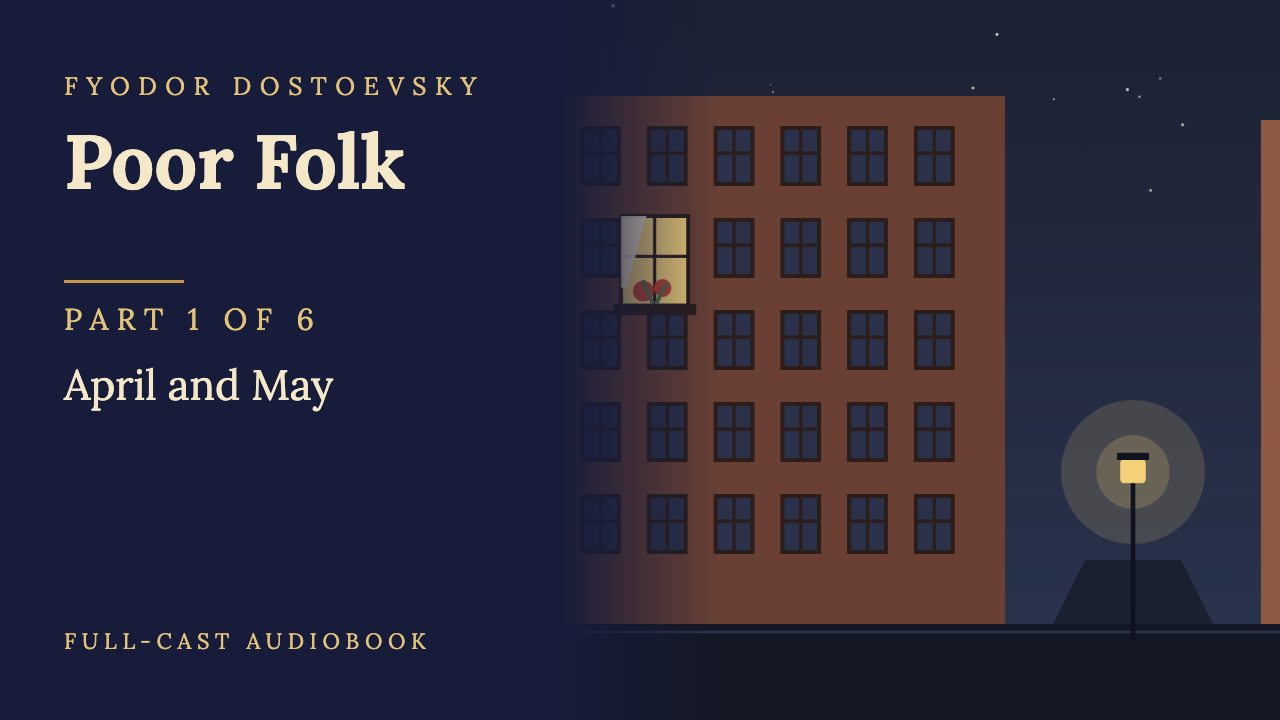 FYODOR DOSTOEVSKY
Poor Folk
PART 1 OF 6
April and May
FULL-CAST AUDIOBOOK